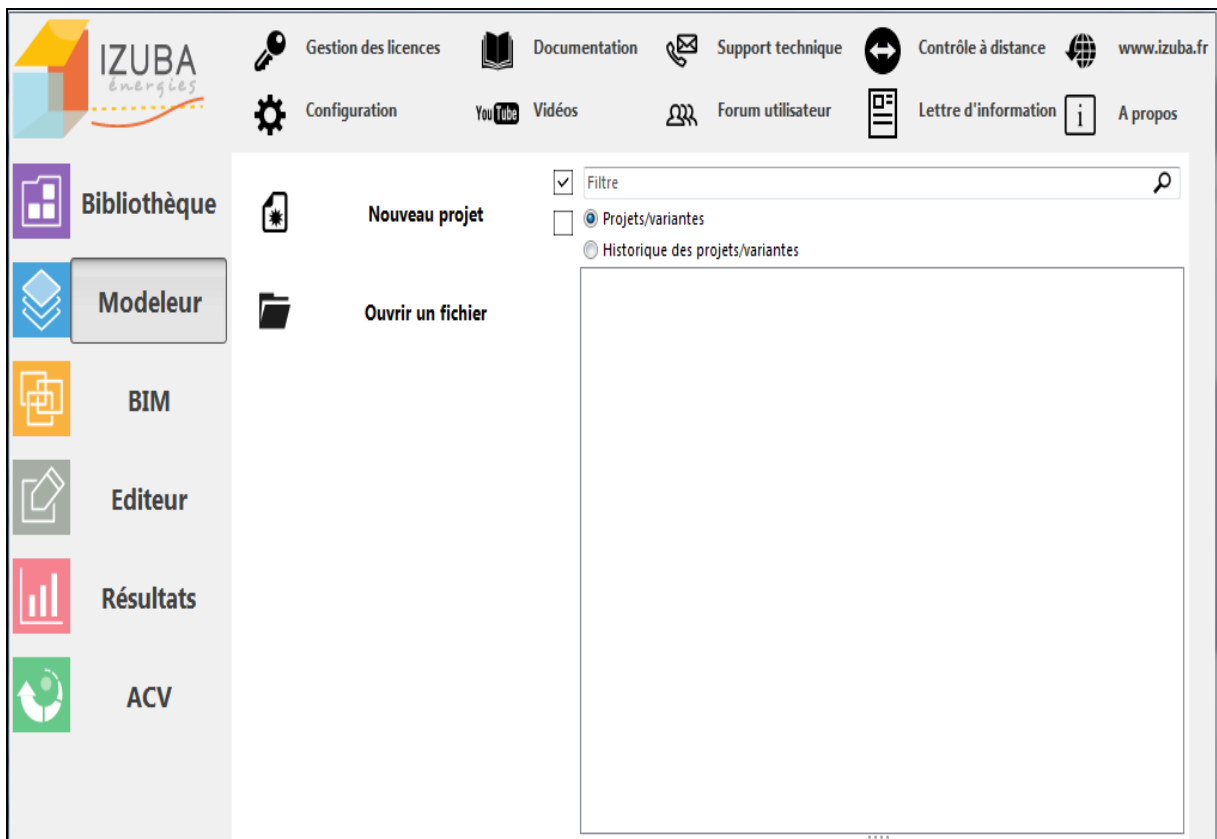 IZUBA
énergies
Gestion des licences
Documentation
Support technique
Contrôle à distance
www.izuba.fr
Configuration
You Tube
Vidéos
Forum utilisateur
Lettre d'information
i
A propos
Bibliothèque
Modeleur
BIM
Editeur
Résultats
ACV
Nouveau projet
Ouvrir un fichier
Filtre
Projets/variantes
Historique des projets/variantes